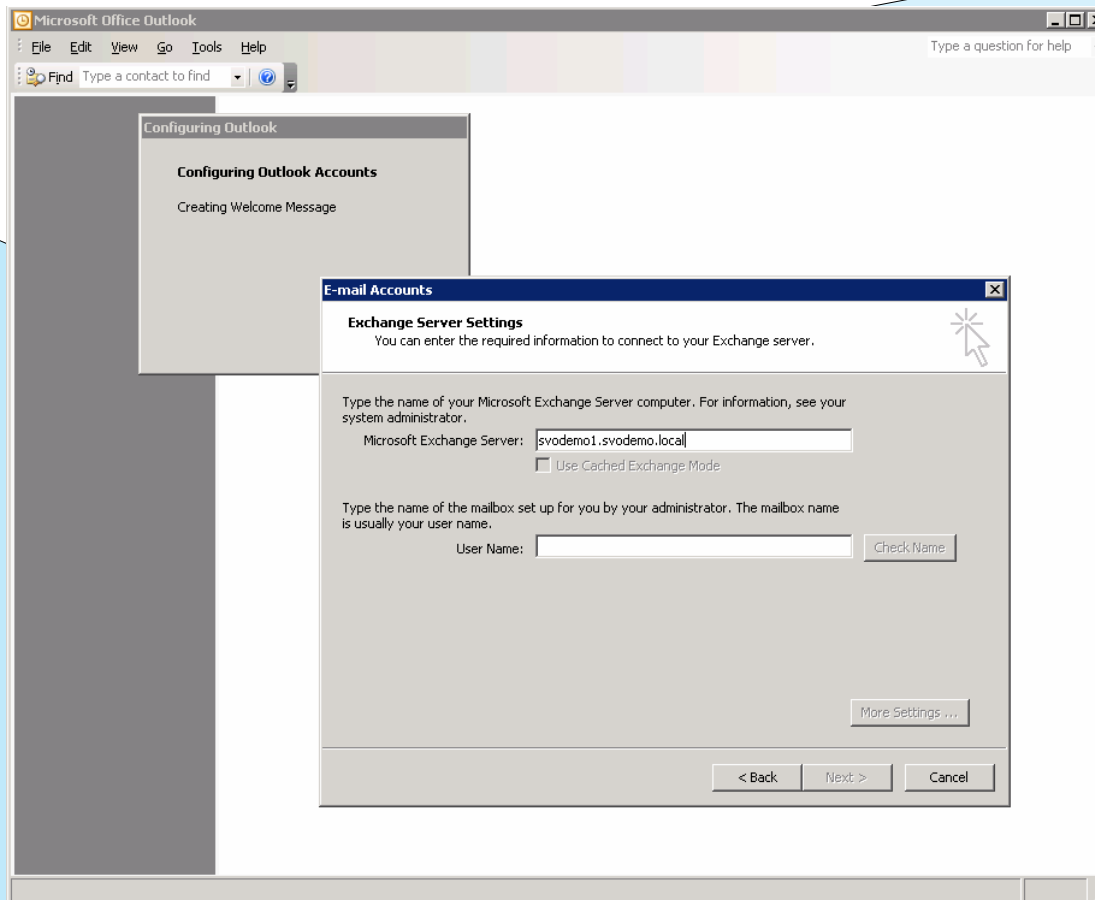 Microsoft Office Outlook
File Edit View Go Tools Help
Type a question for help
Find Type a contact to find
Configuring Outlook
Configuring Outlook Accounts
Creating Welcome Message
E-mail Accounts
Exchange Server Settings
You can enter the required information to connect to your Exchange server.
Type the name of your Microsoft Exchange Server computer. For information, see your
system administrator.
Microsoft Exchange Server: svodemo1.svodemo.local
Use Cached Exchange Mode
Type the name of the mailbox set up for you by your administrator. The mailbox name
is usually your user name.
User Name:
Check Name
More Settings ...
< Back Next > Cancel